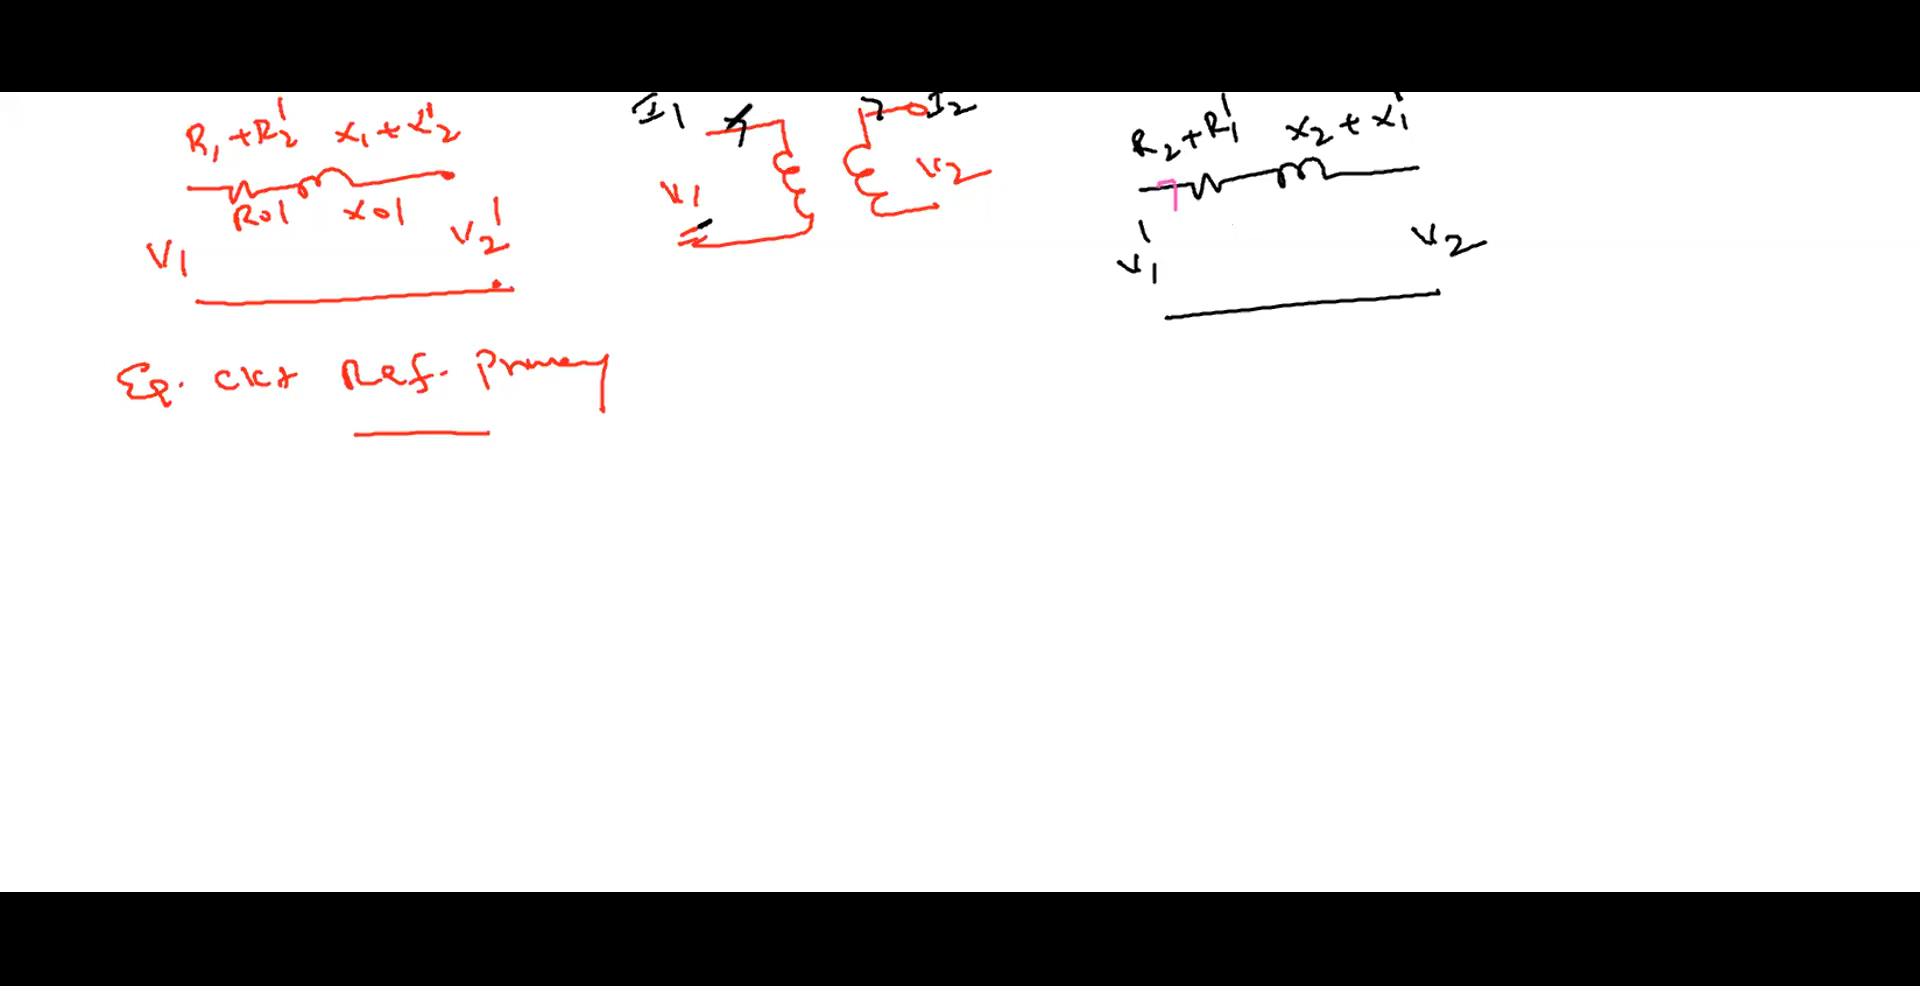 R1 + R2' x1 + x2'
R01 x01
V1 V2'
Eq. ckt Ref. Primary
I1 I2
V1 V2
R2 + R1' x2 + x1'
V1' V2